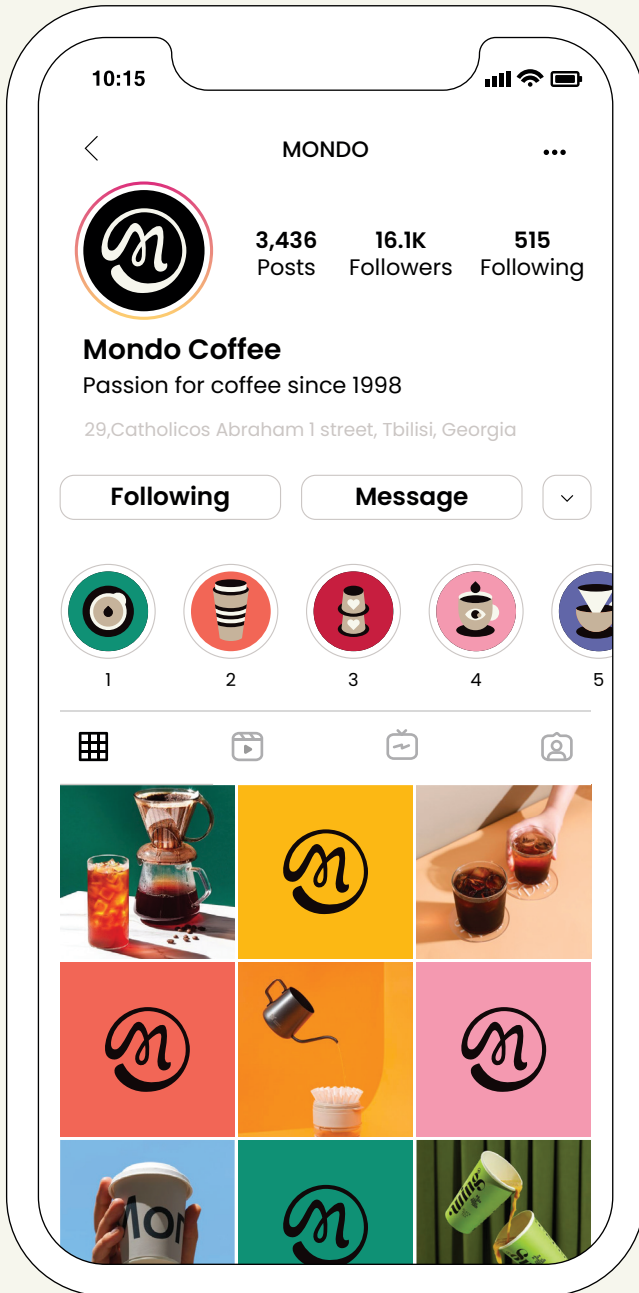 10:15
MONDO
3,436 16.1K 515
Posts Followers Following
Mondo Coffee
Passion for coffee since 1998
29,Catholicos Abraham 1 street, Tbilisi, Georgia
Following Message
1 2 3 4 5
Mon